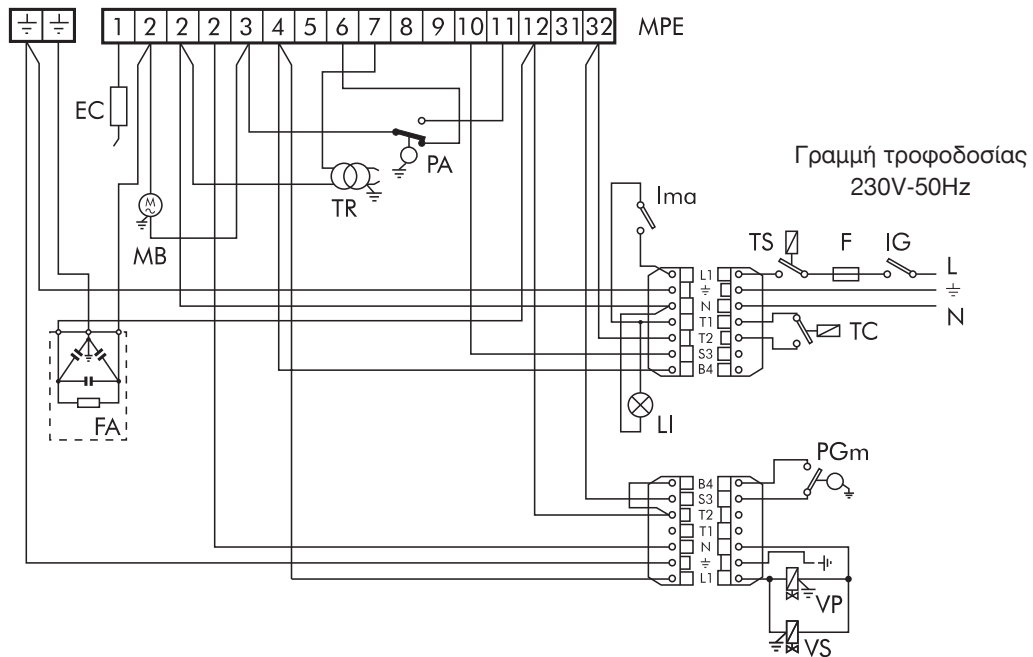 1 2 2 2 3 4 5 6 7 8 9 10 11 12 31 32 MPE
EC
PA
TR
M
MB
Γραμμή τροφοδοσίας
230V-50Hz
Ima
TS F IG
L
N
TC
L1
N
T1
T2
S3
B4
FA
LI
PGm
B4
S3
T2
T1
N
L1
VP
VS